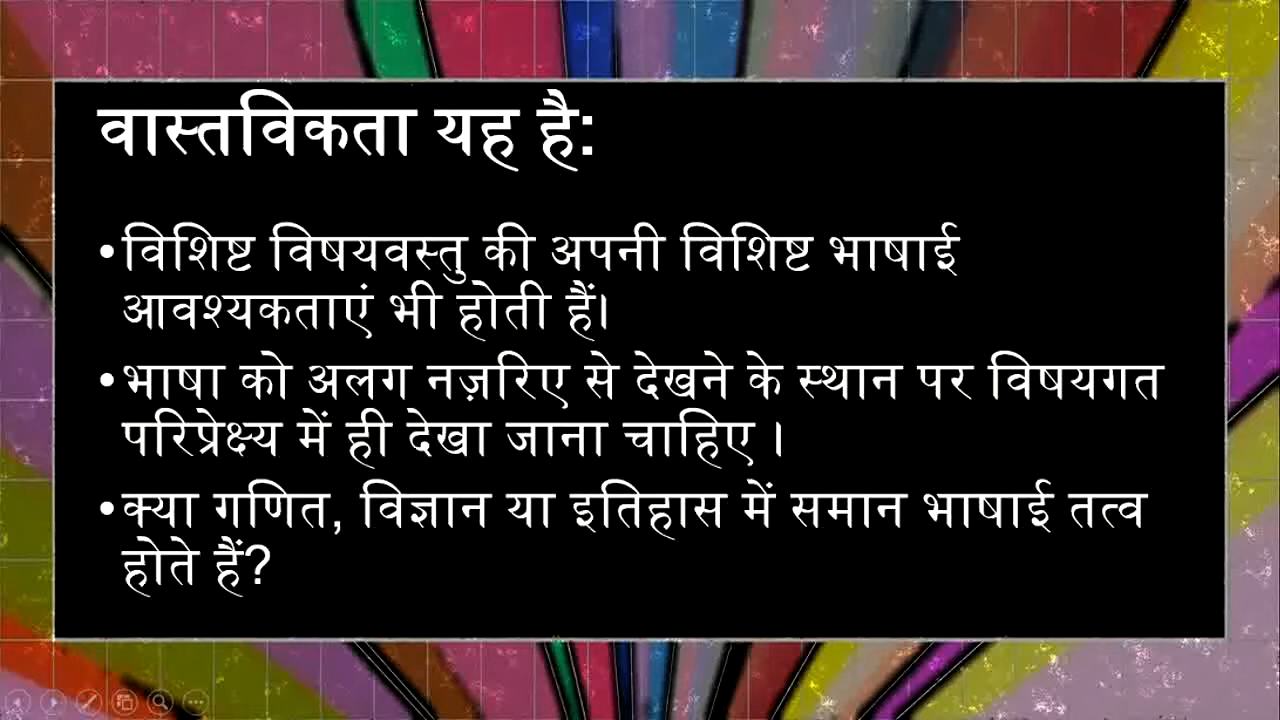 वास्तविकता यह है:
•विशिष्ट विषयवस्तु की अपनी विशिष्ट भाषाई
आवश्यकताएं भी होती हैं।
•भाषा को अलग नज़रिए से देखने के स्थान पर विषयगत
परिप्रेक्ष्य में ही देखा जाना चाहिए ।
•क्या गणित, विज्ञान या इतिहास में समान भाषाई तत्व
होते हैं?